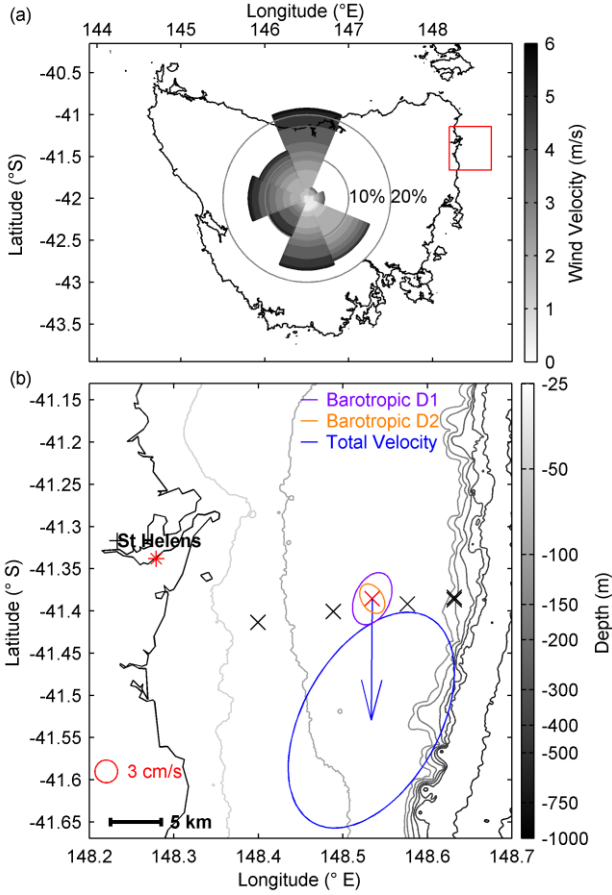 Longitude (°E)
(a)
144 145 146 147 148
-40.5
-41
-41.5
-42
-42.5
-43
-43.5
Latitude (°S)
10% 20%
6
5
4
3
2
1
0
Wind Velocity (m/s)
(b)
Barotropic D1
Barotropic D2
Total Velocity
-41.13
-41.2
-41.25
-41.3
-41.35
-41.4
-41.45
-41.5
-41.55
-41.6
-41.65
Latitude (° S)
St Helens
3 cm/s
5 km
-25
-50
-100
-150
-200
-300
-500
-700
-1000
Depth (m)
148.2 148.3 148.4 148.5 148.6 148.7
Longitude (° E)